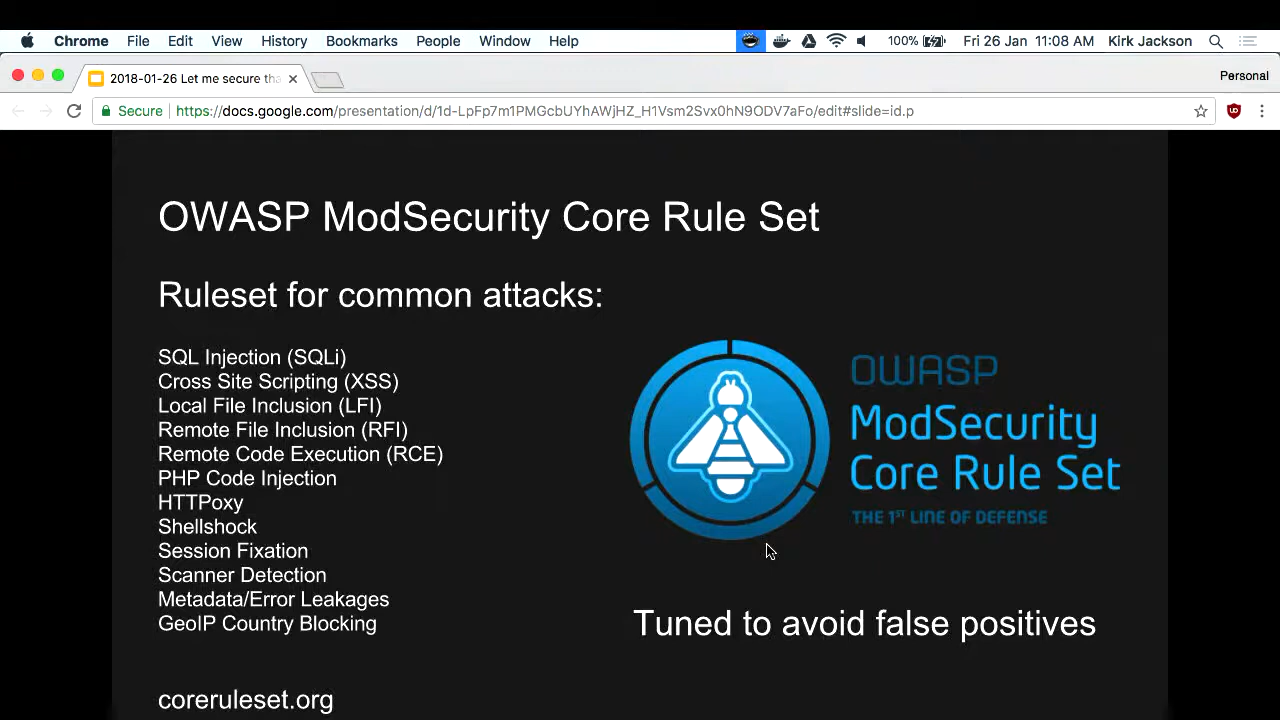 Chrome File Edit View History Bookmarks People Window Help 100% Fri 26 Jan 11:08 AM Kirk Jackson
2018-01-26 Let me secure tha
Personal
Secure https://docs.google.com/presentation/d/1d-LpFp7m1PMGcbUYhAWjHZ_H1Vsm2Svx0hN9ODV7aFo/edit#slide=id.p
OWASP ModSecurity Core Rule Set
Ruleset for common attacks:
SQL Injection (SQLi)
Cross Site Scripting (XSS)
Local File Inclusion (LFI)
Remote File Inclusion (RFI)
Remote Code Execution (RCE)
PHP Code Injection
HTTPoxy
Shellshock
Session Fixation
Scanner Detection
Metadata/Error Leakages
GeoIP Country Blocking
OWASP
ModSecurity
Core Rule Set
THE 1ST LINE OF DEFENSE
Tuned to avoid false positives
coreruleset.org